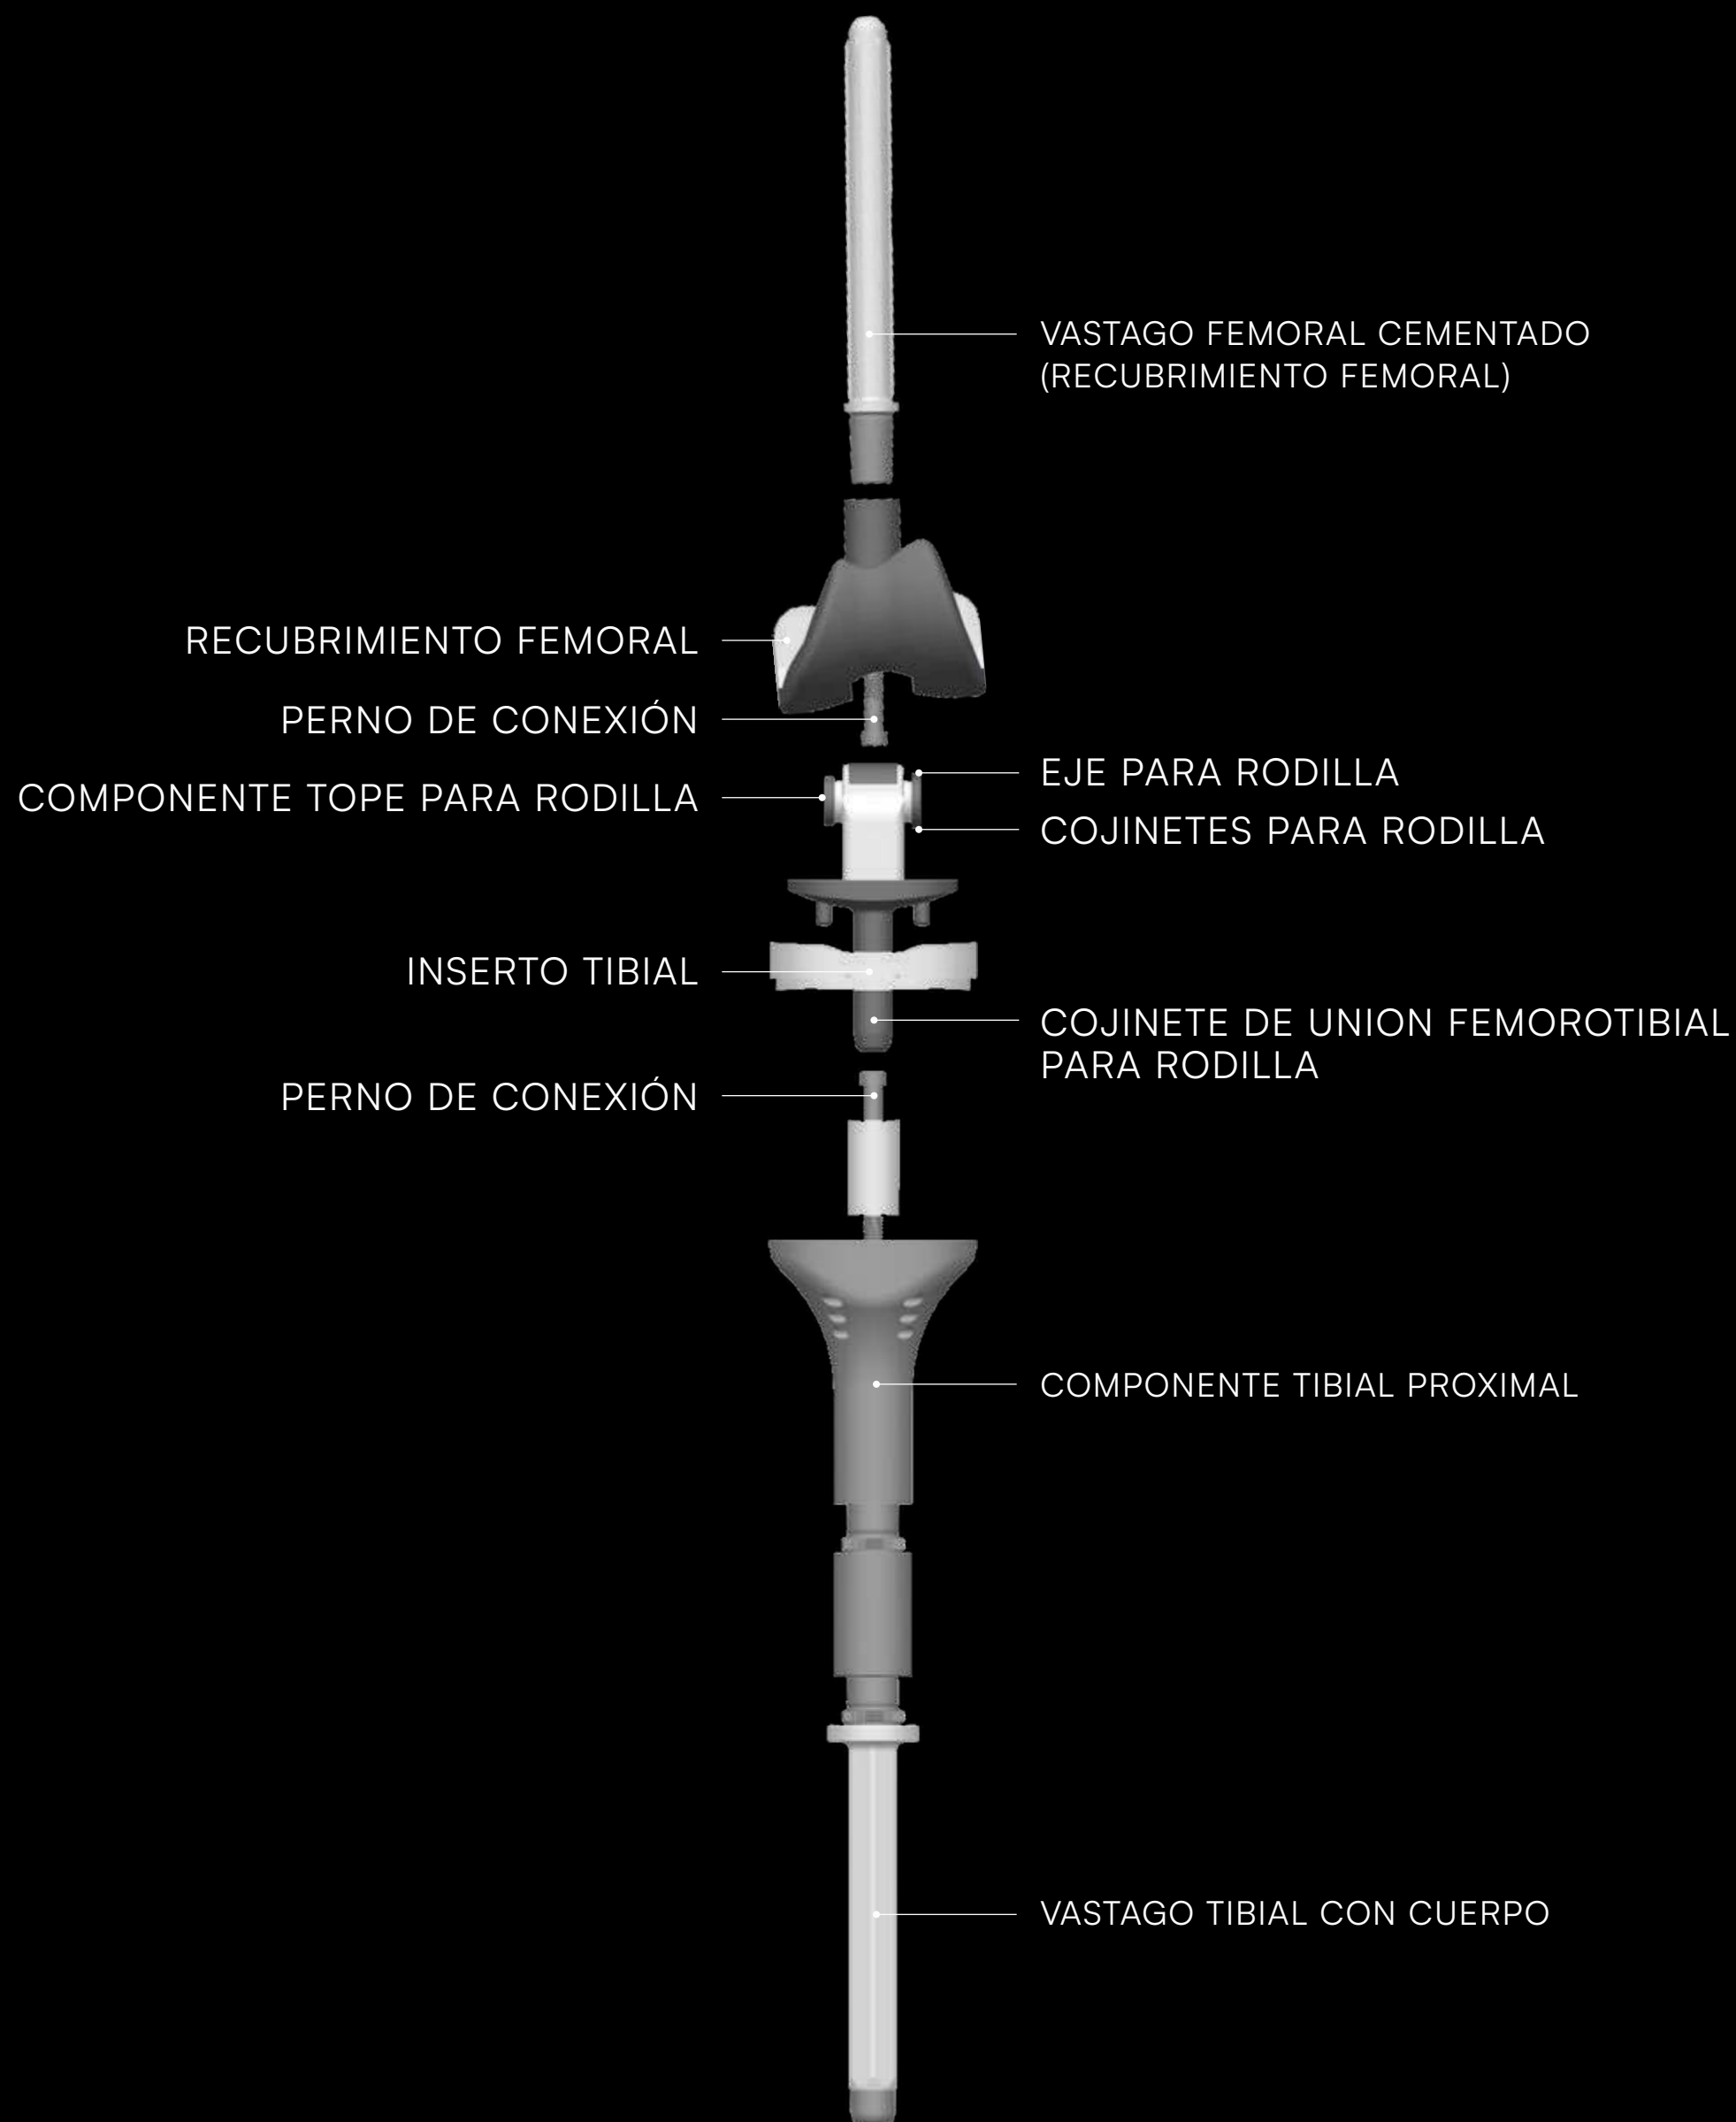 VASTAGO FEMORAL CEMENTADO
(RECUBRIMIENTO FEMORAL)
RECUBRIMIENTO FEMORAL
PERNO DE CONEXIÓN
EJE PARA RODILLA
COMPONENTE TOPE PARA RODILLA
COJINETES PARA RODILLA
INSERTO TIBIAL
COJINETE DE UNION FEMOROTIBIAL
PARA RODILLA
PERNO DE CONEXIÓN
COMPONENTE TIBIAL PROXIMAL
VASTAGO TIBIAL CON CUERPO